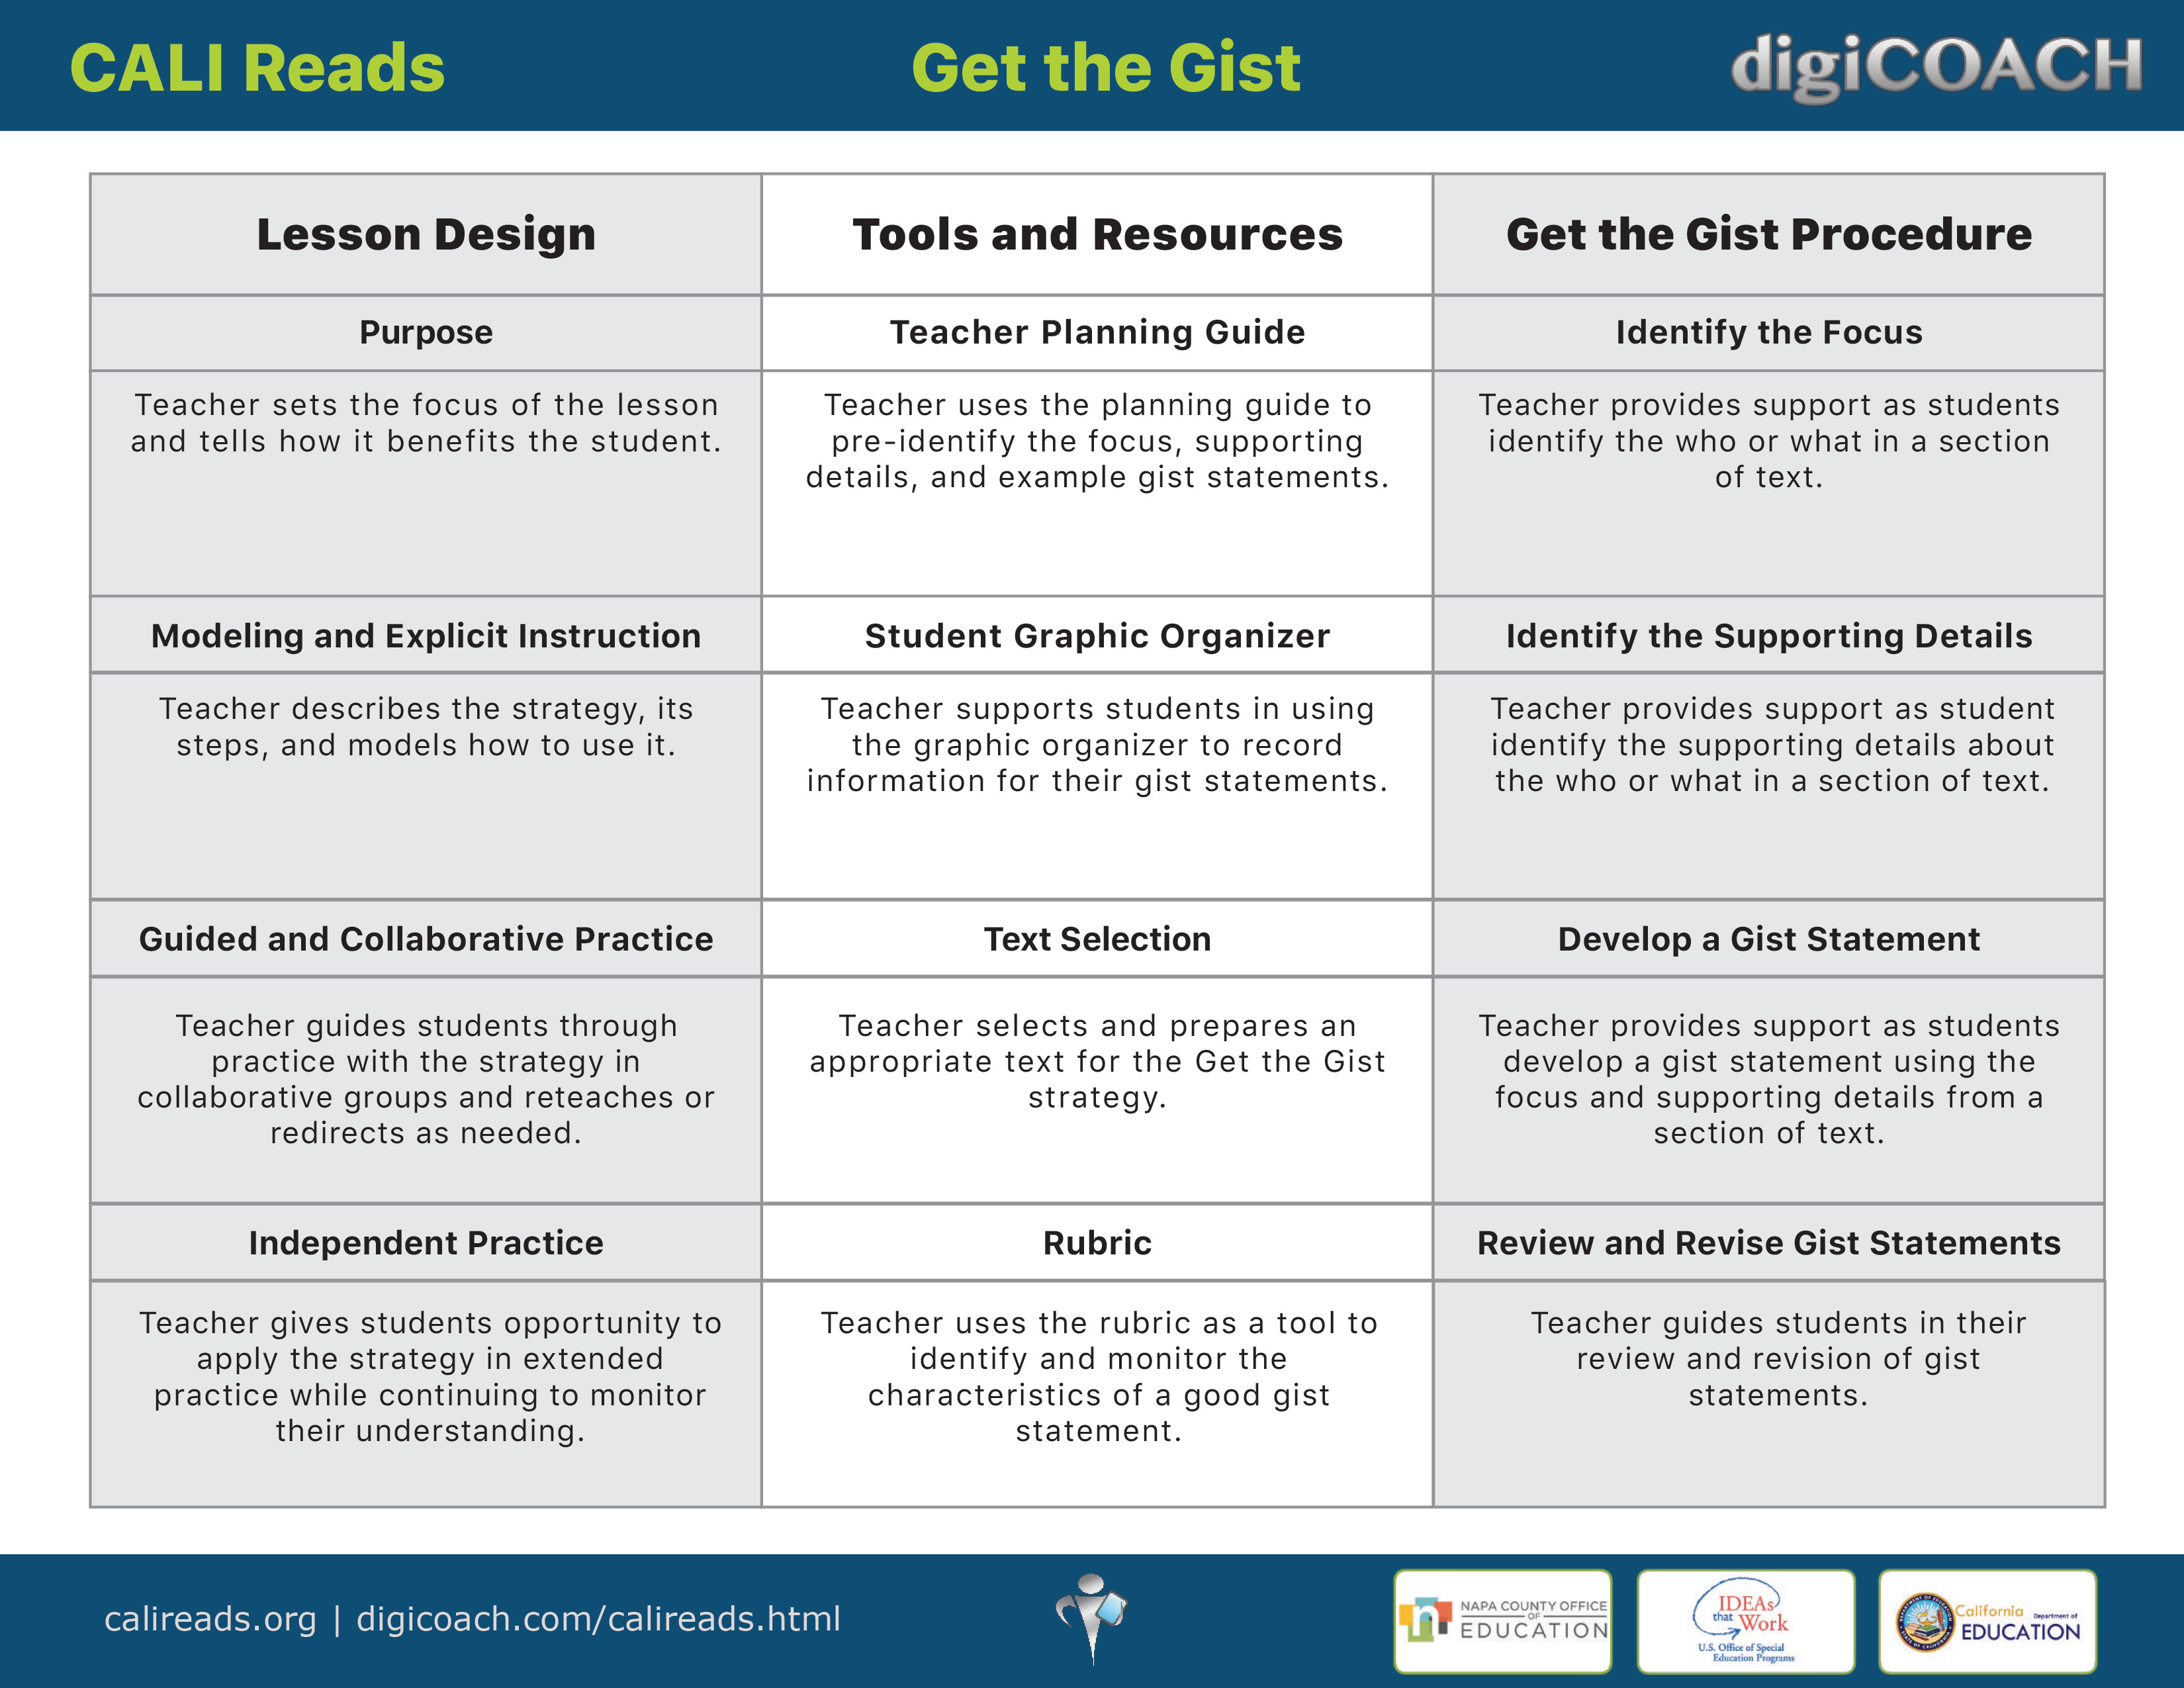 CALI Reads
Get the Gist
digiCOACH
Lesson Design
Tools and Resources
Get the Gist Procedure
Purpose
Teacher Planning Guide
Identify the Focus
Teacher sets the focus of the lesson
and tells how it benefits the student.
Teacher uses the planning guide to
pre-identify the focus, supporting
details, and example gist statements.
Teacher provides support as students
identify the who or what in a section
of text.
Modeling and Explicit Instruction
Student Graphic Organizer
Identify the Supporting Details
Teacher describes the strategy, its
steps, and models how to use it.
Teacher supports students in using
the graphic organizer to record
information for their gist statements.
Teacher provides support as student
identify the supporting details about
the who or what in a section of text.
Guided and Collaborative Practice
Text Selection
Develop a Gist Statement
Teacher guides students through
practice with the strategy in
collaborative groups and reteaches or
redirects as needed.
Teacher selects and prepares an
appropriate text for the Get the Gist
strategy.
Teacher provides support as students
develop a gist statement using the
focus and supporting details from a
section of text.
Independent Practice
Rubric
Review and Revise Gist Statements
Teacher gives students opportunity to
apply the strategy in extended
practice while continuing to monitor
their understanding.
Teacher uses the rubric as a tool to
identify and monitor the
characteristics of a good gist
statement.
Teacher guides students in their
review and revision of gist
statements.
calireads.org | digicoach.com/calireads.html
NAPA COUNTY OFFICE
OF
EDUCATION
IDEAs
that Work
U.S. Office of Special
Education Programs
California Department of
EDUCATION